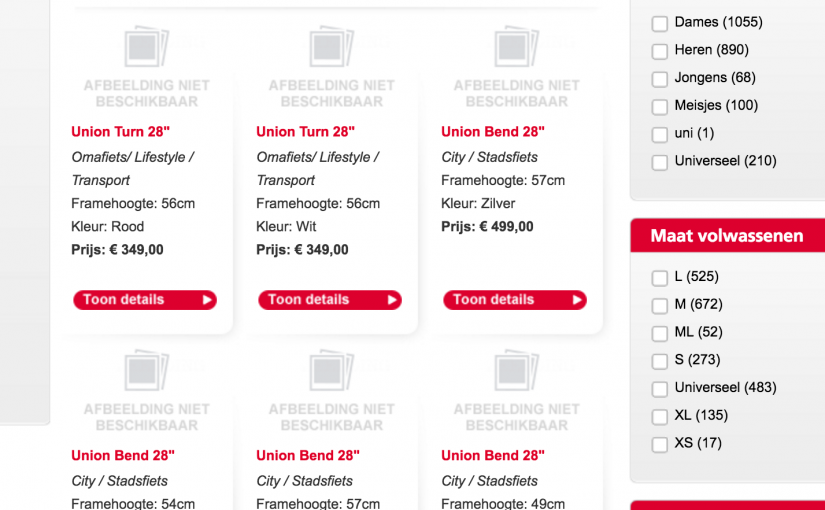 AFBEELDING NIET
BESCHIKBAAR
Union Turn 28"
Omafiets/ Lifestyle /
Transport
Framehoogte: 56cm
Kleur: Rood
Prijs: € 349,00
Toon details
AFBEELDING NIET
BESCHIKBAAR
Union Turn 28"
Omafiets/ Lifestyle /
Transport
Framehoogte: 56cm
Kleur: Wit
Prijs: € 349,00
Toon details
AFBEELDING NIET
BESCHIKBAAR
Union Bend 28"
City / Stadsfiets
Framehoogte: 57cm
Kleur: Zilver
Prijs: € 499,00
Toon details
AFBEELDING NIET
BESCHIKBAAR
Union Bend 28"
City / Stadsfiets
Framehoogte: 54cm
AFBEELDING NIET
BESCHIKBAAR
Union Bend 28"
City / Stadsfiets
Framehoogte: 57cm
AFBEELDING NIET
BESCHIKBAAR
Union Bend 28"
City / Stadsfiets
Framehoogte: 49cm
Dames (1055)
Heren (890)
Jongens (68)
Meisjes (100)
uni (1)
Universeel (210)
Maat volwassenen
L (525)
M (672)
ML (52)
S (273)
Universeel (483)
XL (135)
XS (17)